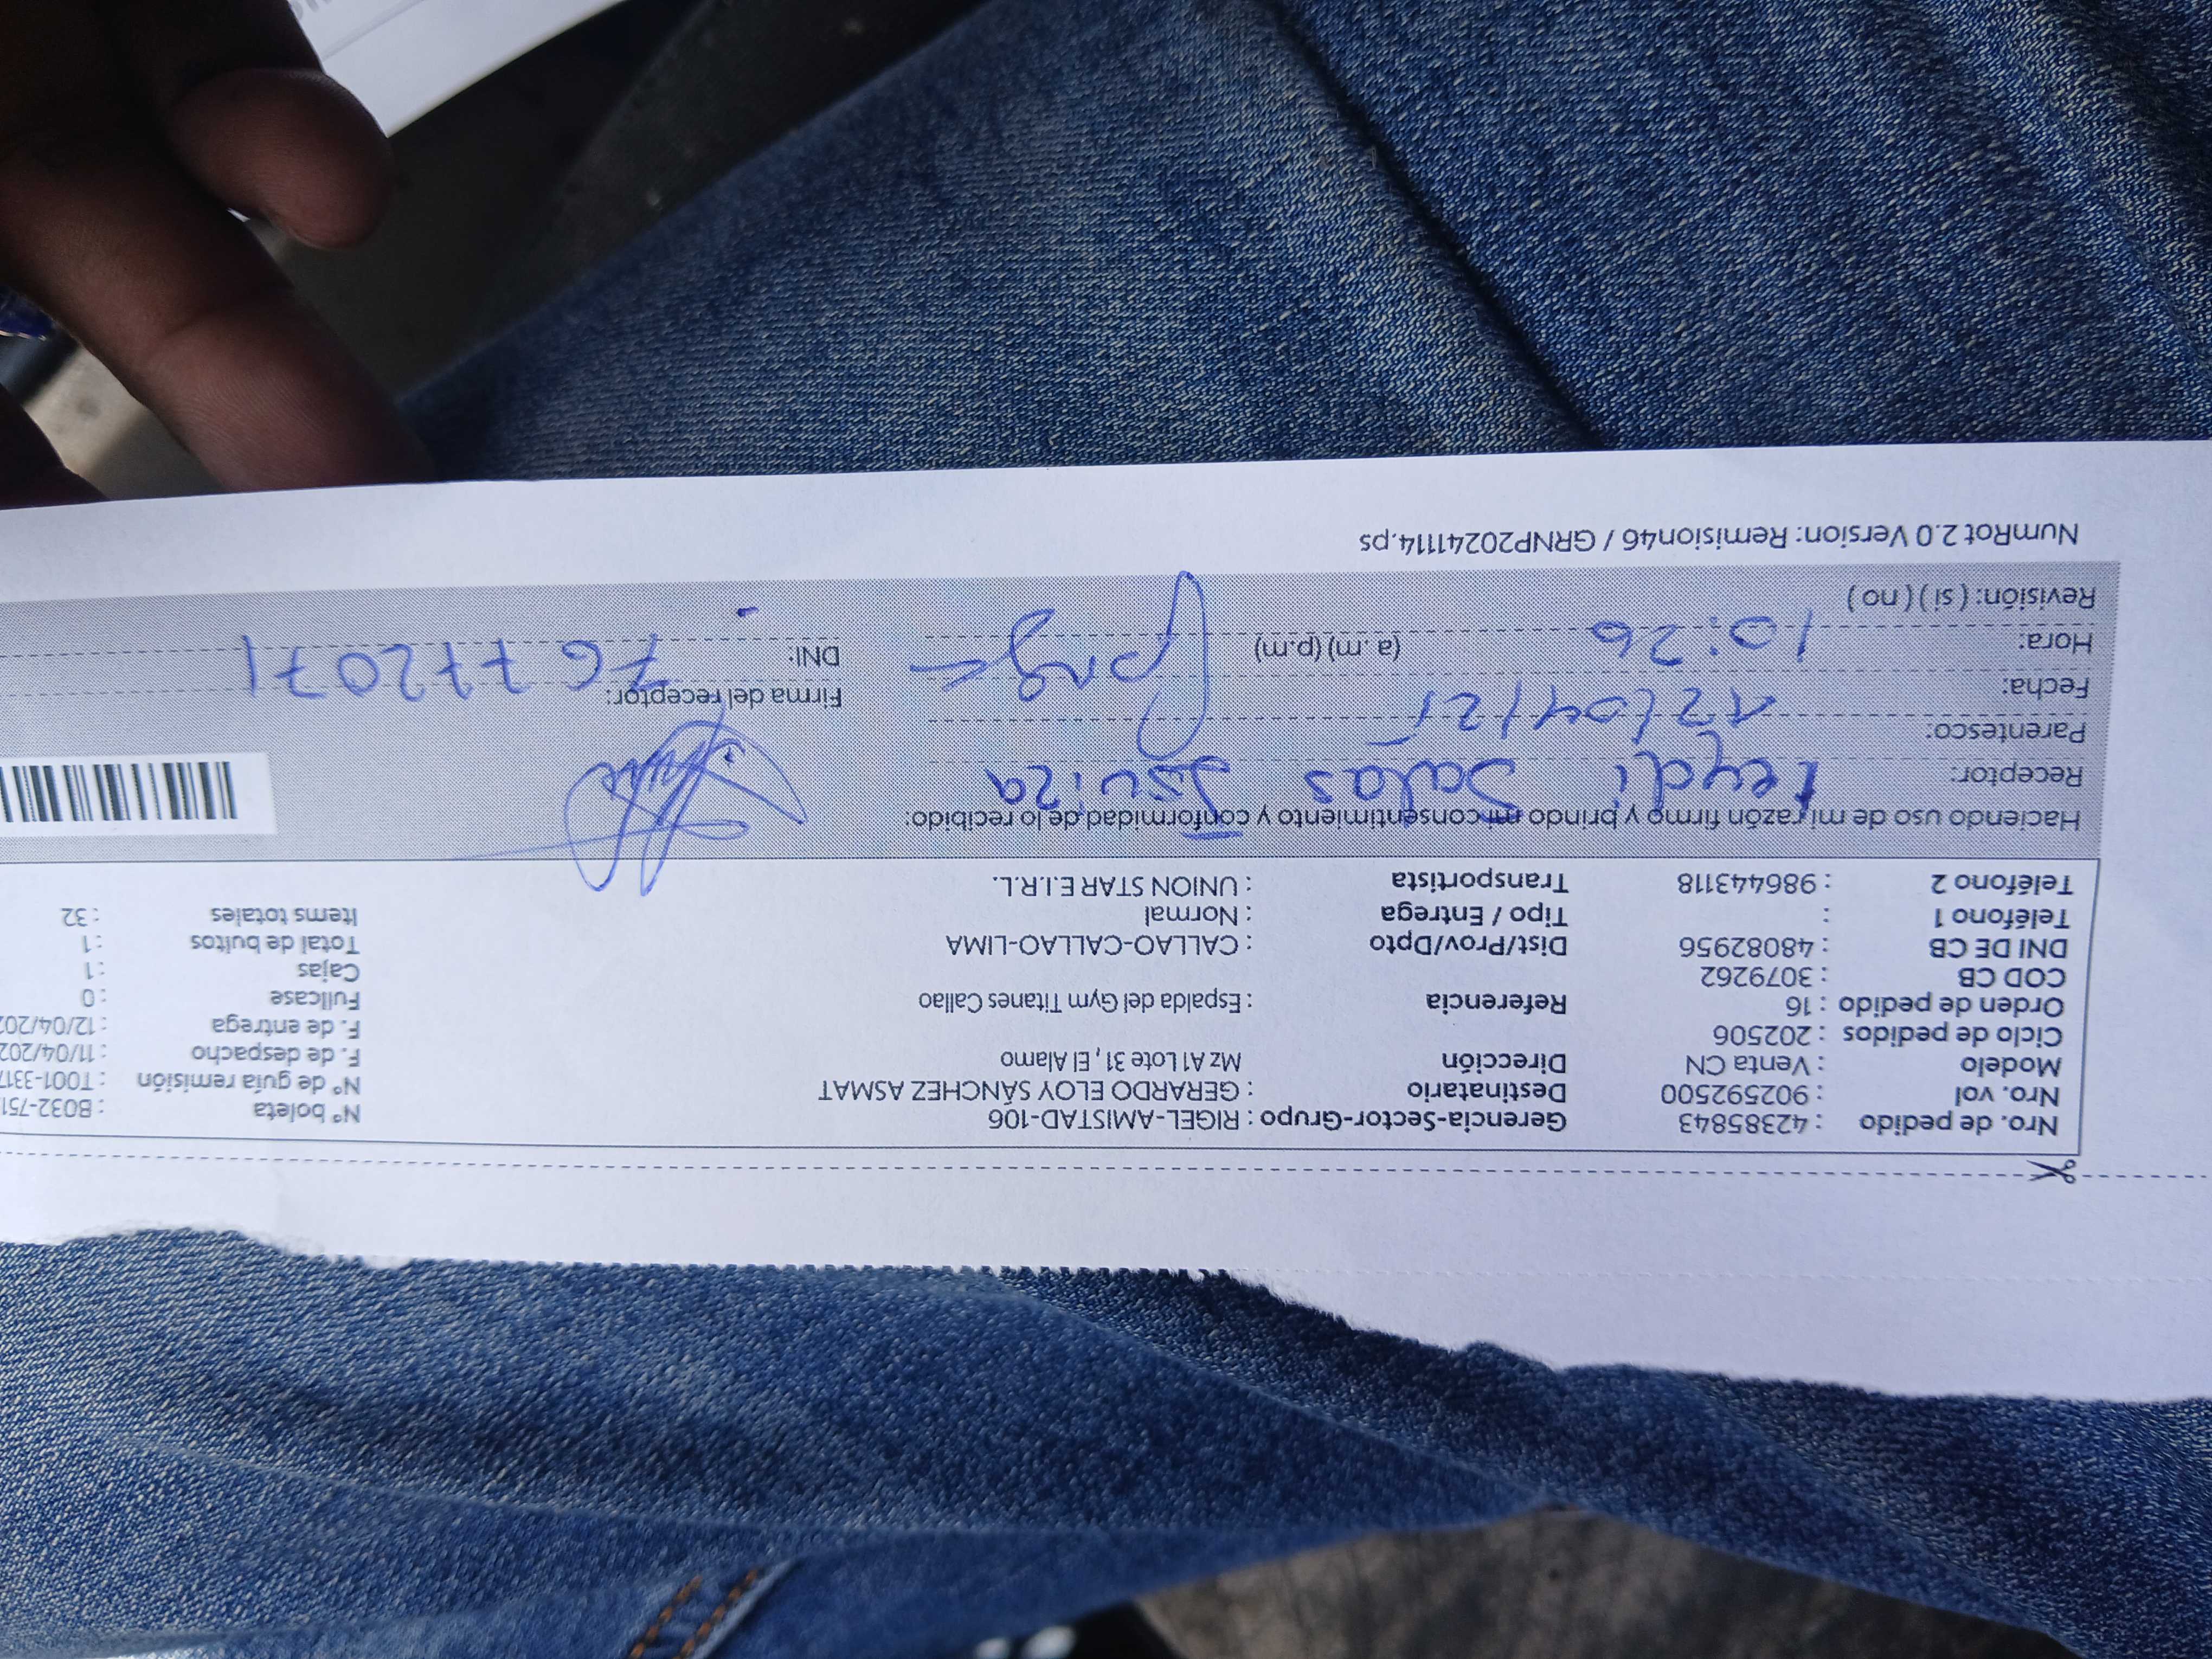 Nro. de pedido : 42385843 Gerencia-Sector-Grupo : RIGEL-AMISTAD-106 N° boleta : B032-751
Nro. vol : 902592500 Destinatario : GERARDO ELOY SÁNCHEZ ASMAT N° de guía remisión : T001-3317
Modelo : Venta CN Dirección Mz A1 Lote 31, El Alamo F. de despacho : 11/04/202
Ciclo de pedidos : 202506 F. de entrega : 12/04/202
Orden de pedido : 16 Referencia : Espalda del Gym Titanes Callao Fullcase : 0
COD CB : 3079262 Cajas : 1
DNI DE CB : 48082956 Dist/Prov/Dpto : CALLAO-CALLAO-LIMA Total de bultos : 1
Teléfono 1 : Tipo / Entrega : Normal Items totales : 32
Teléfono 2 : 986443118 Transportista : UNION STAR E.I.R.L.
Haciendo uso de mi razón firmo y brindo mi consentimiento y conformidad de lo recibido:
Receptor: Leydi Salas Isuiza
Parentesco:
Fecha: 12/04/25 Firma del receptor:
Hora: 10:26 (a.m) (p.m) DNI: 76772071
Revisión: ( si ) ( no )
NumRot 2.0 Version: Remision46 / GRNP20241114.ps